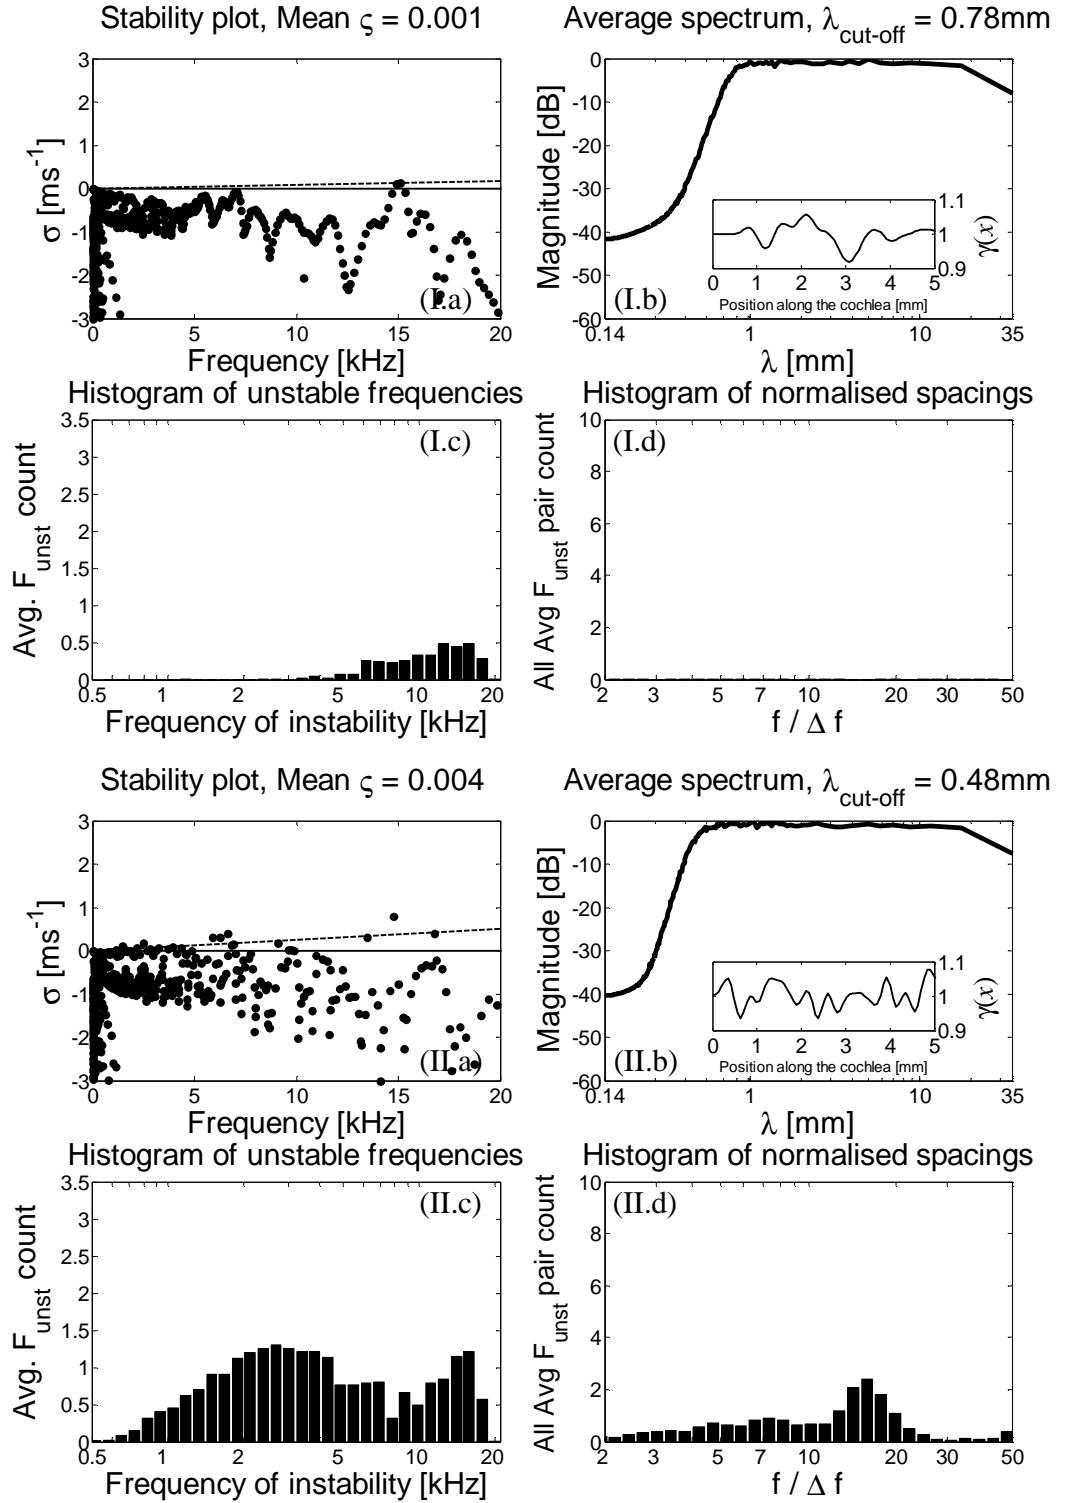 Stability plot, Mean ς = 0.001
Average spectrum, λcut-off = 0.78mm
3
2
1
0
-1
-2
-3
σ [ms-1]
(I.a)
0 5 10 15 20
Frequency [kHz]
0
-10
-20
-30
-40
-50
-60
Magnitude [dB]
1.1
1
0.9
γ(x)
0 1 2 3 4 5
Position along the cochlea [mm]
(I.b)
0.14 1 10 35
λ [mm]
Histogram of unstable frequencies
Histogram of normalised spacings
3.5
3
2.5
2
1.5
1
0.5
0
Avg. Funst count
(I.c)
0.5 1 2 5 10 20
Frequency of instability [kHz]
10
8
6
4
2
0
All Avg Funst pair count
(I.d)
2 3 5 7 10 20 30 50
f / Δ f
Stability plot, Mean ς = 0.004
Average spectrum, λcut-off = 0.48mm
3
2
1
0
-1
-2
-3
σ [ms-1]
(II.a)
0 5 10 15 20
Frequency [kHz]
0
-10
-20
-30
-40
-50
-60
Magnitude [dB]
1.1
1
0.9
γ(x)
0 1 2 3 4 5
Position along the cochlea [mm]
(II.b)
0.14 1 10 35
λ [mm]
Histogram of unstable frequencies
Histogram of normalised spacings
3.5
3
2.5
2
1.5
1
0.5
0
Avg. Funst count
(II.c)
0.5 1 2 5 10 20
Frequency of instability [kHz]
10
8
6
4
2
0
All Avg Funst pair count
(II.d)
2 3 5 7 10 20 30 50
f / Δ f